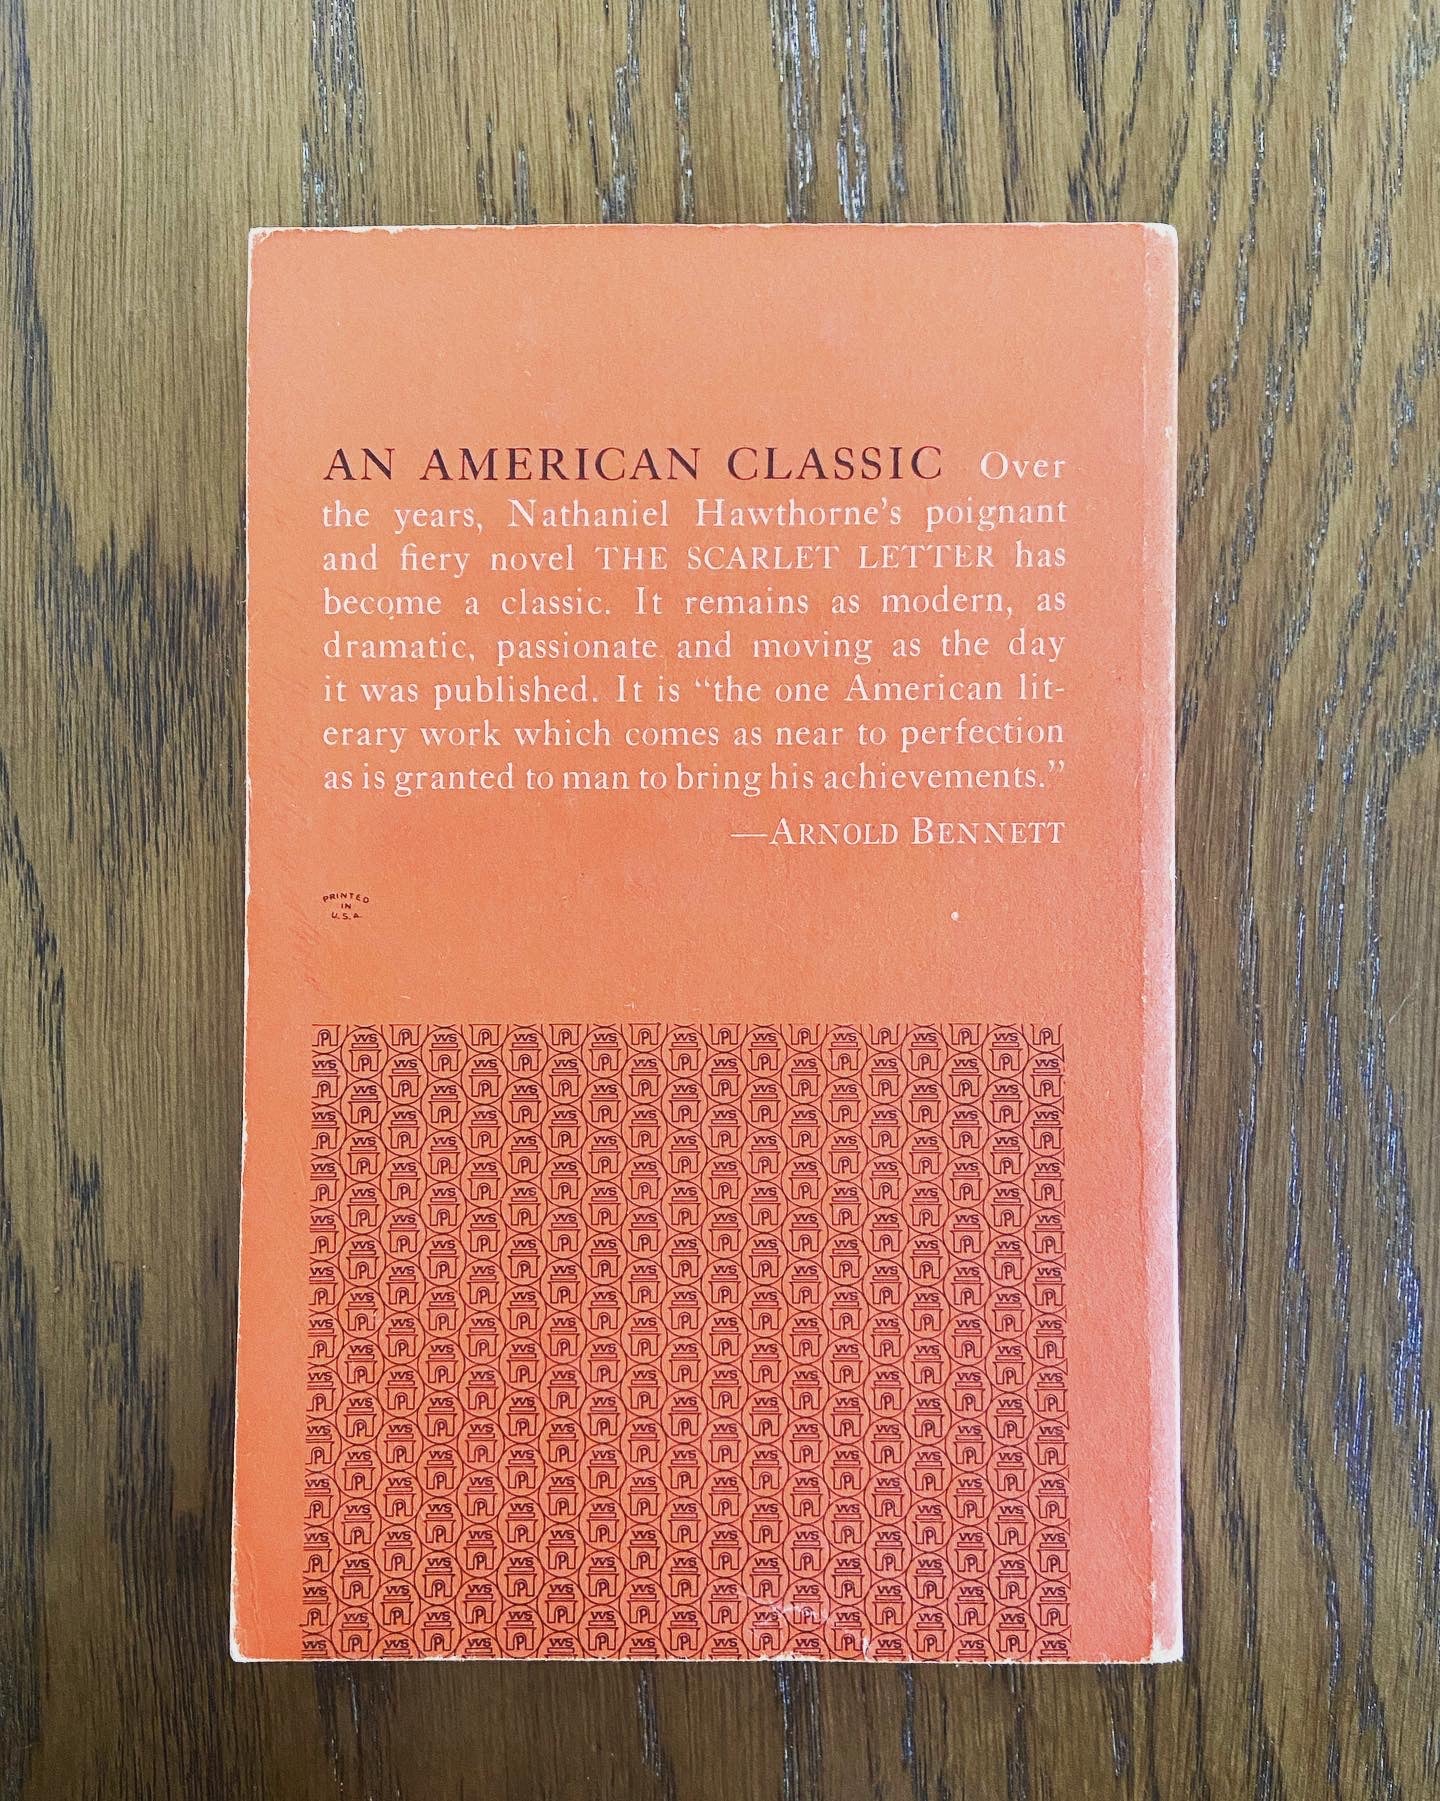 AN AMERICAN CLASSIC Over
the years, Nathaniel Hawthorne's poignant
and fiery novel THE SCARLET LETTER has
become a classic. It remains as modern, as
dramatic, passionate and moving as the day
it was published. It is “the one American lit-
erary work which comes as near to perfection
as is granted to man to bring his achievements.”
—ARNOLD BENNETT
PRINTED
IN
U.S.A.